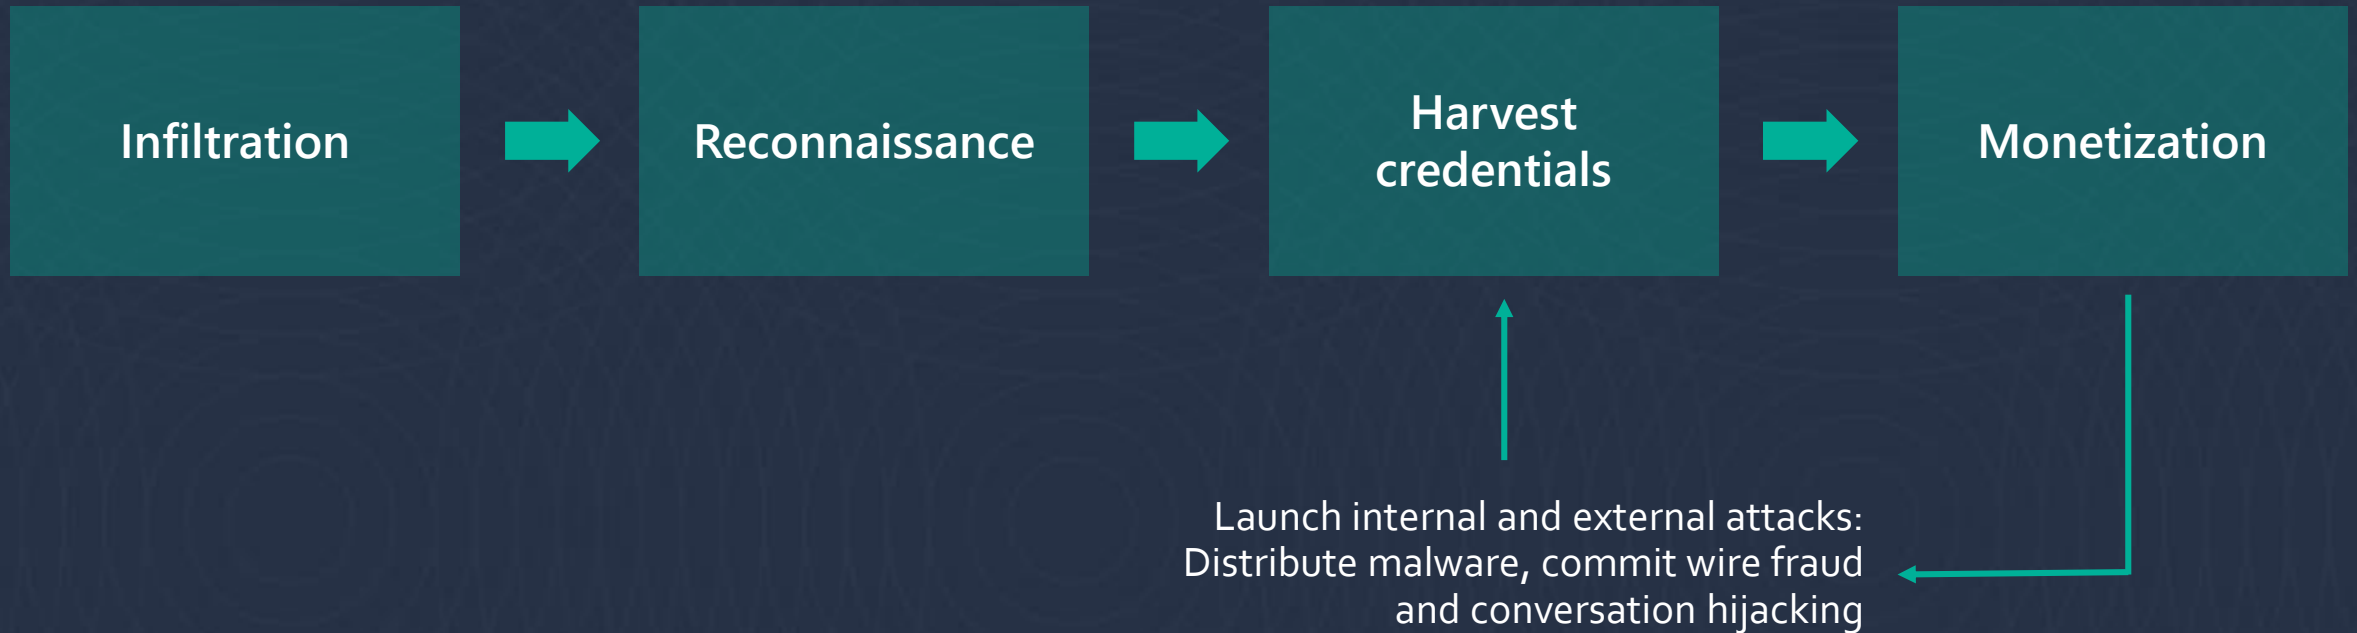 Infiltration
Reconnaissance
Harvest
credentials
Monetization
Launch internal and external attacks:
Distribute malware, commit wire fraud
and conversation hijacking